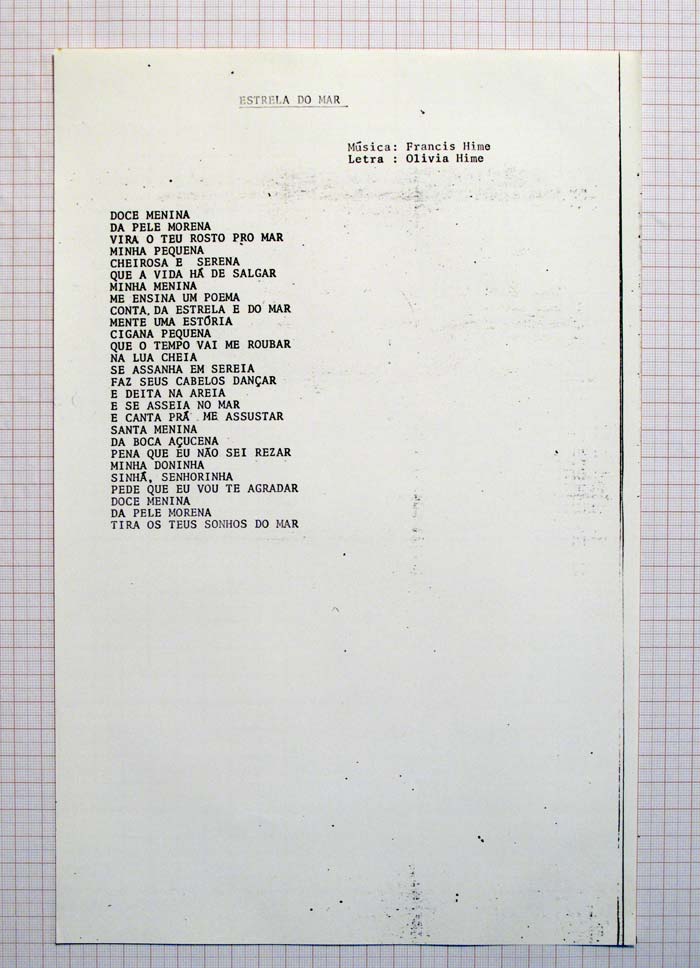 ESTRELA DO MAR
Música: Francis Hime
Letra : Olivia Hime
DOCE MENINA
DA PELE MORENA
VIRA O TEU ROSTO PRO MAR
MINHA PEQUENA
CHEIROSA E SERENA
QUE A VIDA HÁ DE SALGAR
MINHA MENINA
ME ENSINA UM POEMA
CONTA. DA ESTRELA E DO MAR
MENTE UMA ESTÓRIA
CIGANA PEQUENA
QUE O TEMPO VAI ME ROUBAR
NA LUA CHEIA
SE ASSANHA EM SEREIA
FAZ SEUS CABELOS DANÇAR
E DEITA NA AREIA
E SE ASSEIA NO MAR
E CANTA PRÁ ME ASSUSTAR
SANTA MENINA
DA BOCA AÇUCENA
PENA QUE EU NÃO SEI REZAR
MINHA DONINHA
SINHÁ, SENHORINHA
PEDE QUE EU VOU TE AGRADAR
DOCE MENINA
DA PELE MORENA
TIRA OS TEUS SONHOS DO MAR